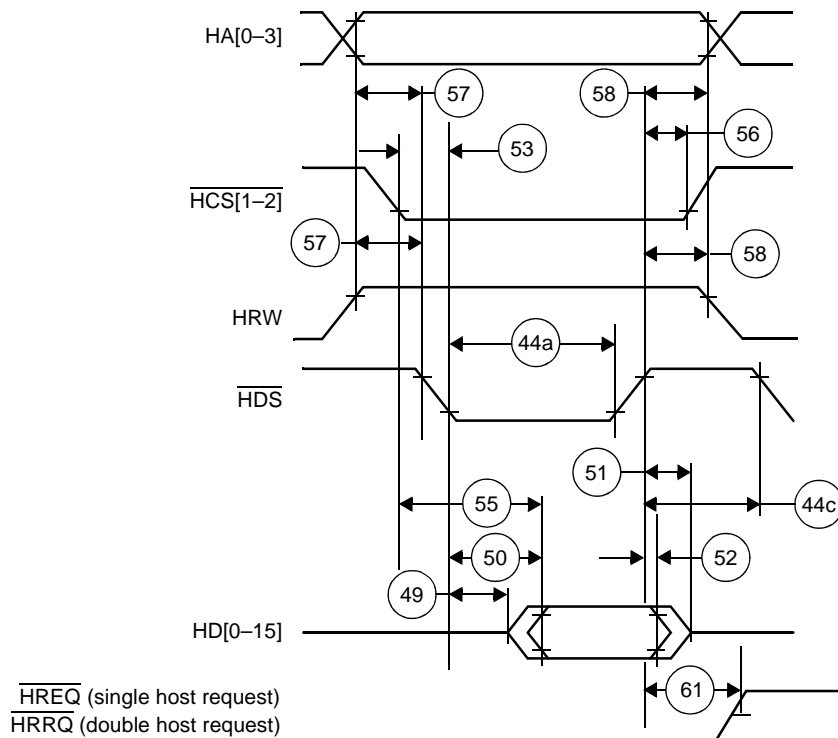 HA[0–3]
57
58
56
53
HCS[1–2]
57
58
HRW
44a
HDS
51
55
44c
50
52
49
HD[0–15]
61
HREQ (single host request)
HRRQ (double host request)